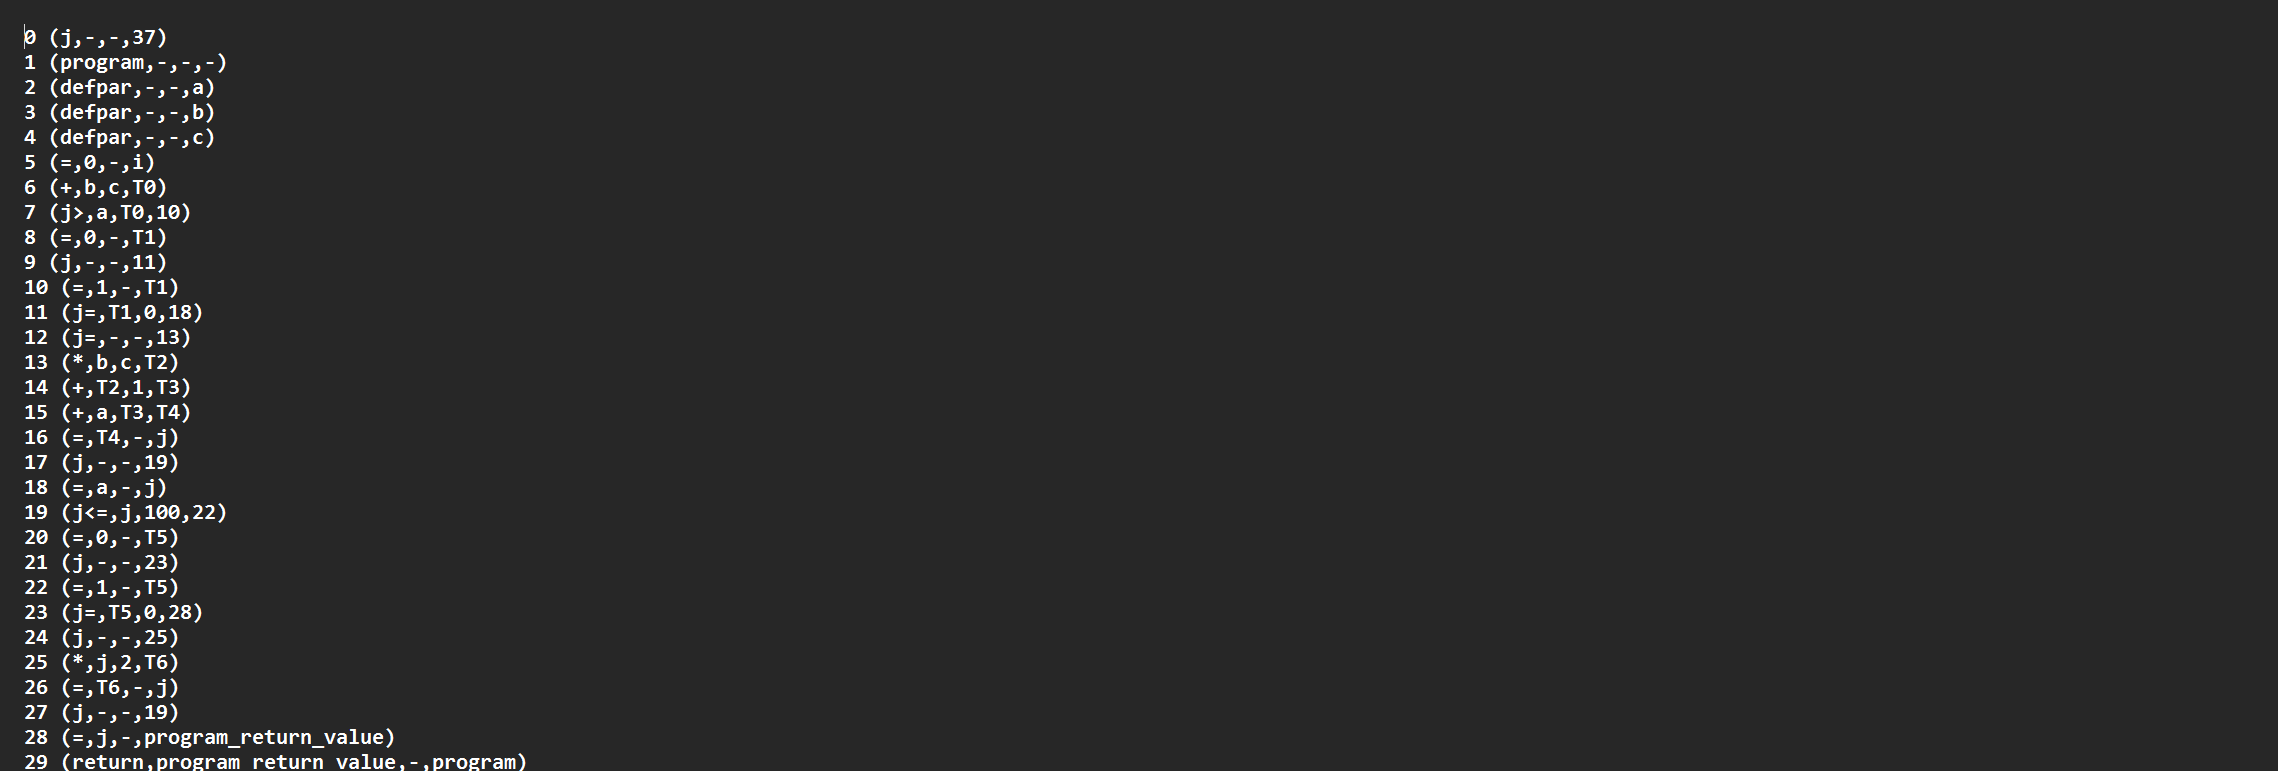 0 (j,-,-,37)
1 (program,-,-,-)
2 (defpar,-,-,a)
3 (defpar,-,-,b)
4 (defpar,-,-,c)
5 (=,0,-,i)
6 (+,b,c,T0)
7 (j>,a,T0,10)
8 (=,0,-,T1)
9 (j,-,-,11)
10 (=,1,-,T1)
11 (j=,T1,0,18)
12 (j=,-,-,13)
13 (*,b,c,T2)
14 (+,T2,1,T3)
15 (+,a,T3,T4)
16 (=,T4,-,j)
17 (j,-,-,19)
18 (=,a,-,j)
19 (j<=,j,100,22)
20 (=,0,-,T5)
21 (j,-,-,23)
22 (=,1,-,T5)
23 (j=,T5,0,28)
24 (j,-,-,25)
25 (*,j,2,T6)
26 (=,T6,-,j)
27 (j,-,-,19)
28 (=,j,-,program_return_value)
29 (return,program_return_value,-,program)